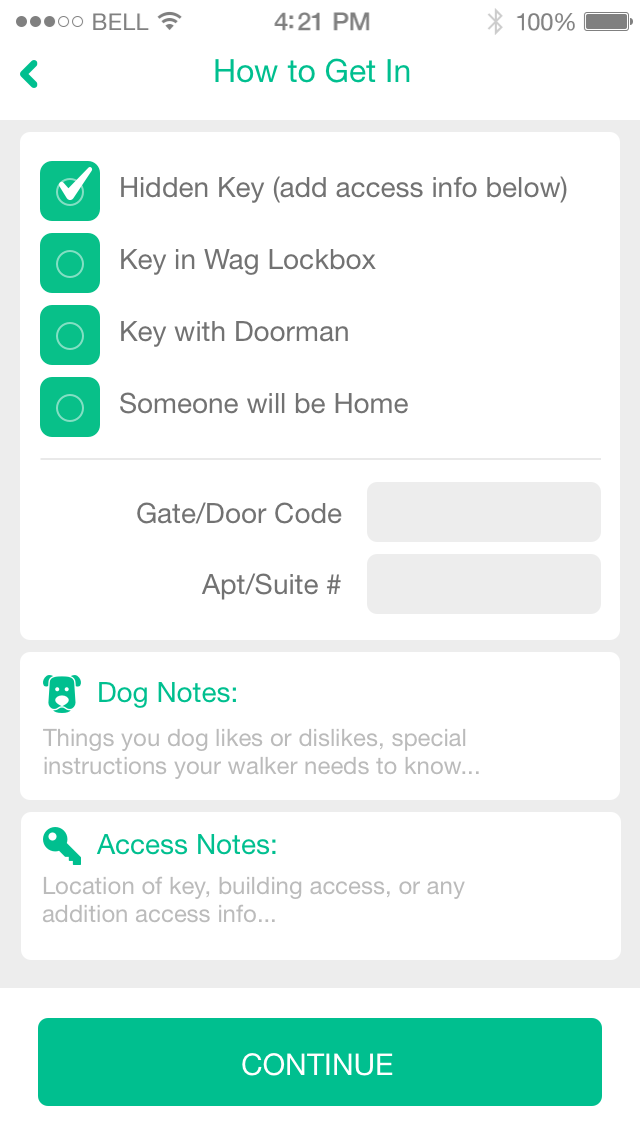 BELL 4:21 PM 100%
How to Get In
Hidden Key (add access info below)
Key in Wag Lockbox
Key with Doorman
Someone will be Home
Gate/Door Code
Apt/Suite #
Dog Notes:
Things you dog likes or dislikes, special
instructions your walker needs to know...
Access Notes:
Location of key, building access, or any
addition access info...
CONTINUE